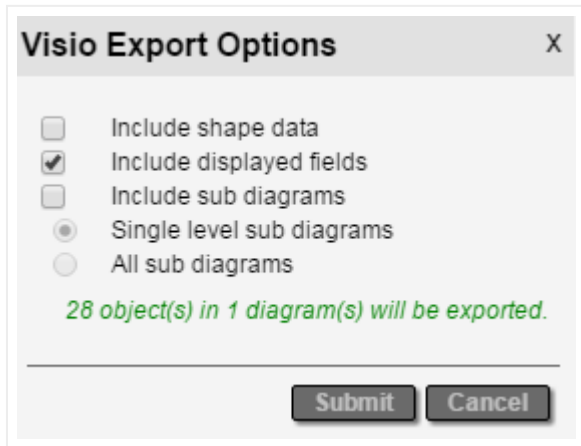 Visio Export Options X
Include shape data
Include displayed fields
Include sub diagrams
Single level sub diagrams
All sub diagrams
28 object(s) in 1 diagram(s) will be exported.
Submit Cancel